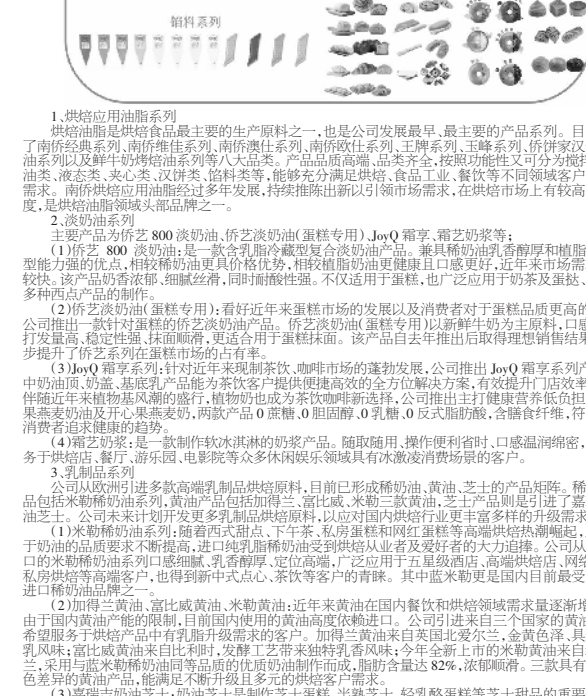 馅料系列
1、烘焙应用油脂系列
烘焙油脂是烘焙食品最主要的生产原料之一,也是公司发展最早、最主要的产品系列。目
了南侨经典系列、南侨维佳系列、南侨澳仕系列、南侨欧仕系列、王牌系列、玉峰系列、侨饼家汉
油系列以及鲜牛奶烤焙油系列等八大品类。产品品质高端、品类齐全,按照功能性又可分为搅拌
油类、液态类、夹心类、汉饼类、馅料类等,能够充分满足烘焙、食品工业、餐饮等不同领域客户
需求。南侨烘焙应用油脂经过多年发展,持续推陈出新以引领市场需求,在烘焙市场上有较高
度,是烘焙油脂领域头部品牌之一。
2、淡奶油系列
主要产品为侨艺800淡奶油、侨艺淡奶油(蛋糕专用)、JoyQ霜享、霜艺奶浆等;
(1)侨艺 800 淡奶油:是一款含乳脂冷藏型复合淡奶油产品。兼具稀奶油乳香醇厚和植脂
型能力强的优点,相较稀奶油更具价格优势,相较植脂奶油更健康且口感更好,近年来市场需
较快。该产品奶香浓郁、细腻丝滑,同时耐酸性强。不仅适用于蛋糕,也广泛应用于奶茶及蛋挞、
多种西点产品的制作。
(2)侨艺淡奶油(蛋糕专用):看好近年来蛋糕市场的发展以及消费者对于蛋糕品质更高的
公司推出一款针对蛋糕的侨艺淡奶油产品。侨艺淡奶油(蛋糕专用)以新鲜牛奶为主原料,口感
打发量高、稳定性强、抹面顺滑,更适合用于蛋糕抹面。该产品自去年推出后取得理想销售结果
步提升了侨艺系列在蛋糕市场的占有率。
(3)JoyQ霜享系列:针对近年来现制茶饮、咖啡市场的蓬勃发展,公司推出JoyQ霜享系列产
中奶油顶、奶盖、基底乳产品能为茶饮客户提供便捷高效的全方位解决方案,有效提升门店效率
伴随近年来植物基风潮的盛行,植物奶也成为茶饮咖啡新选择,公司推出主打健康营养低负担
果燕麦奶油及开心果燕麦奶,两款产品0蔗糖、0胆固醇、0乳糖、0反式脂肪酸,含膳食纤维,符
消费者追求健康的趋势。
(4)霜艺奶浆:是一款制作软冰淇淋的奶浆产品。随取随用、操作便利省时、口感温润绵密,
务于烘焙店、餐厅、游乐园、电影院等众多休闲娱乐领域具有冰激凌消费场景的客户。
3、乳制品系列
公司从欧洲引进多款高端乳制品烘焙原料,目前已形成稀奶油、黄油、芝士的产品矩阵。稀
品包括米勒稀奶油系列,黄油产品包括加得兰、富比威、米勒三款黄油,芝士产品则是引进了嘉
油芝士。公司未来计划开发更多乳制品烘焙原料,以应对国内烘焙行业更丰富多样的升级需求
(1)米勒稀奶油系列:随着西式甜点、下午茶、私房蛋糕和网红蛋糕等高端烘焙热潮崛起,
于奶油的品质要求不断提高,进口纯乳脂稀奶油受到烘焙从业者及爱好者的大力追捧。公司从
口的米勒稀奶油系列口感细腻、乳香醇厚、定位高端,广泛应用于五星级酒店、高端烘焙店、网络
私房烘焙等高端客户,也得到新中式点心、茶饮等客户的青睐。其中蓝米勒更是国内目前最受
进口稀奶油品牌之一。
(2)加得兰黄油、富比威黄油、米勒黄油:近年来黄油在国内餐饮和烘焙领域需求量逐渐增
由于国内黄油产能的限制,目前国内使用的黄油高度依赖进口。公司引进来自三个国家的黄油
希望服务于烘焙产品中有乳脂升级需求的客户。加得兰黄油来自英国北爱尔兰,金黄色泽、具
乳风味;富比威黄油来自比利时,发酵工艺带来独特乳香风味;今年全新上市的米勒黄油来自
兰,采用与蓝米勒稀奶油同等品质的优质奶油制作而成,脂肪含量达82%,浓郁顺滑。三款具有
色差异的黄油产品,能满足不断升级且多元的烘焙客户需求。
(3)嘉瑞吉奶油芝士:奶油芝士是制作芝士蛋糕、半熟芝士、轻乳酪蛋糕等芝士甜品的重要